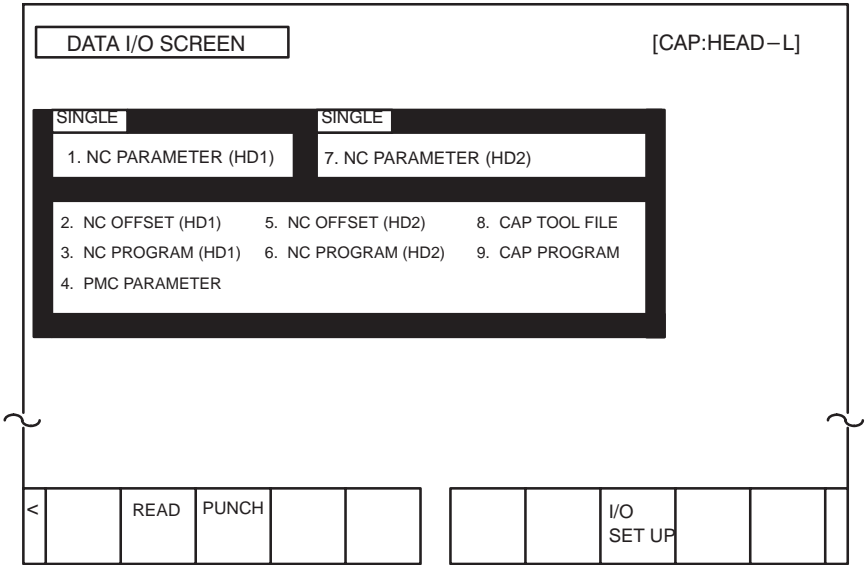 DATA I/O SCREEN [CAP:HEAD−L]
SINGLE SINGLE
1. NC PARAMETER (HD1) 7. NC PARAMETER (HD2)
2. NC OFFSET (HD1) 5. NC OFFSET (HD2) 8. CAP TOOL FILE
3. NC PROGRAM (HD1) 6. NC PROGRAM (HD2) 9. CAP PROGRAM
4. PMC PARAMETER
< READ PUNCH I/O
SET UP